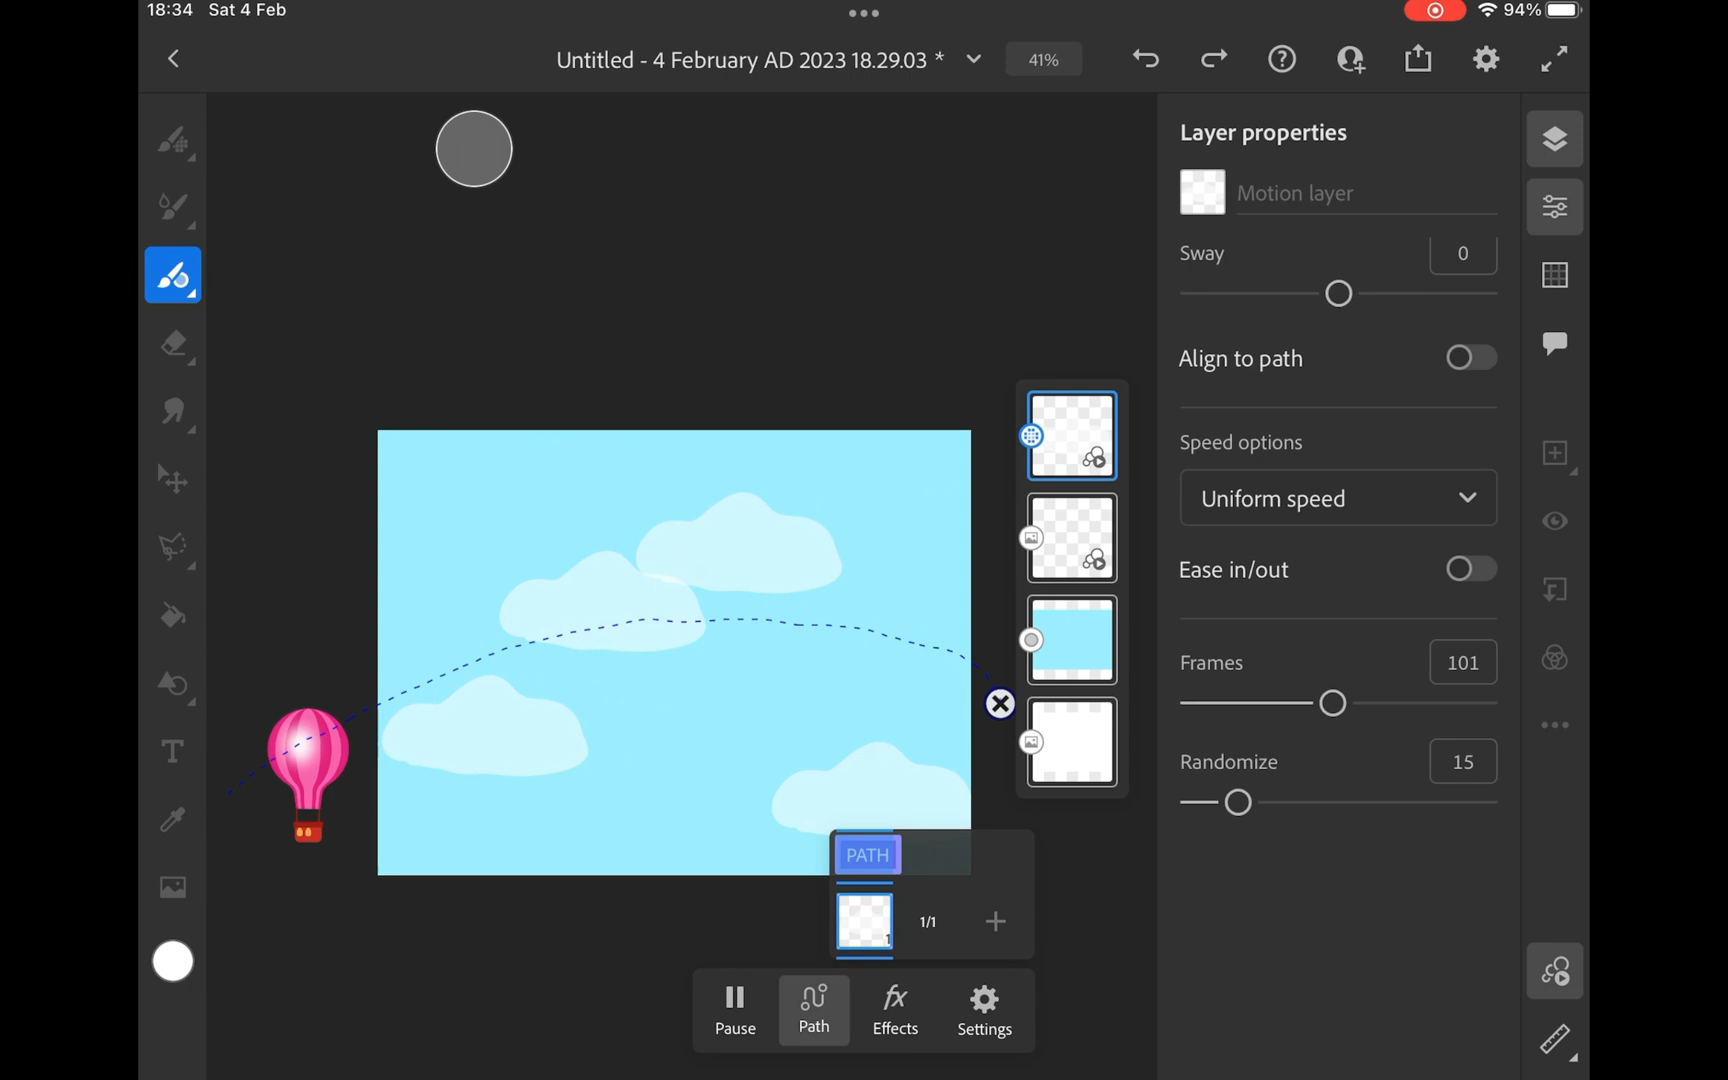 18:34 Sat 4 Feb
94%
Untitled - 4 February AD 2023 18.29.03 *
41%
Layer properties
Motion layer
Sway 0
Align to path
Speed options
Uniform speed
Ease in/out
Frames 101
Randomize 15
PATH
1
1/1
Pause
Path
fx
Effects
Settings